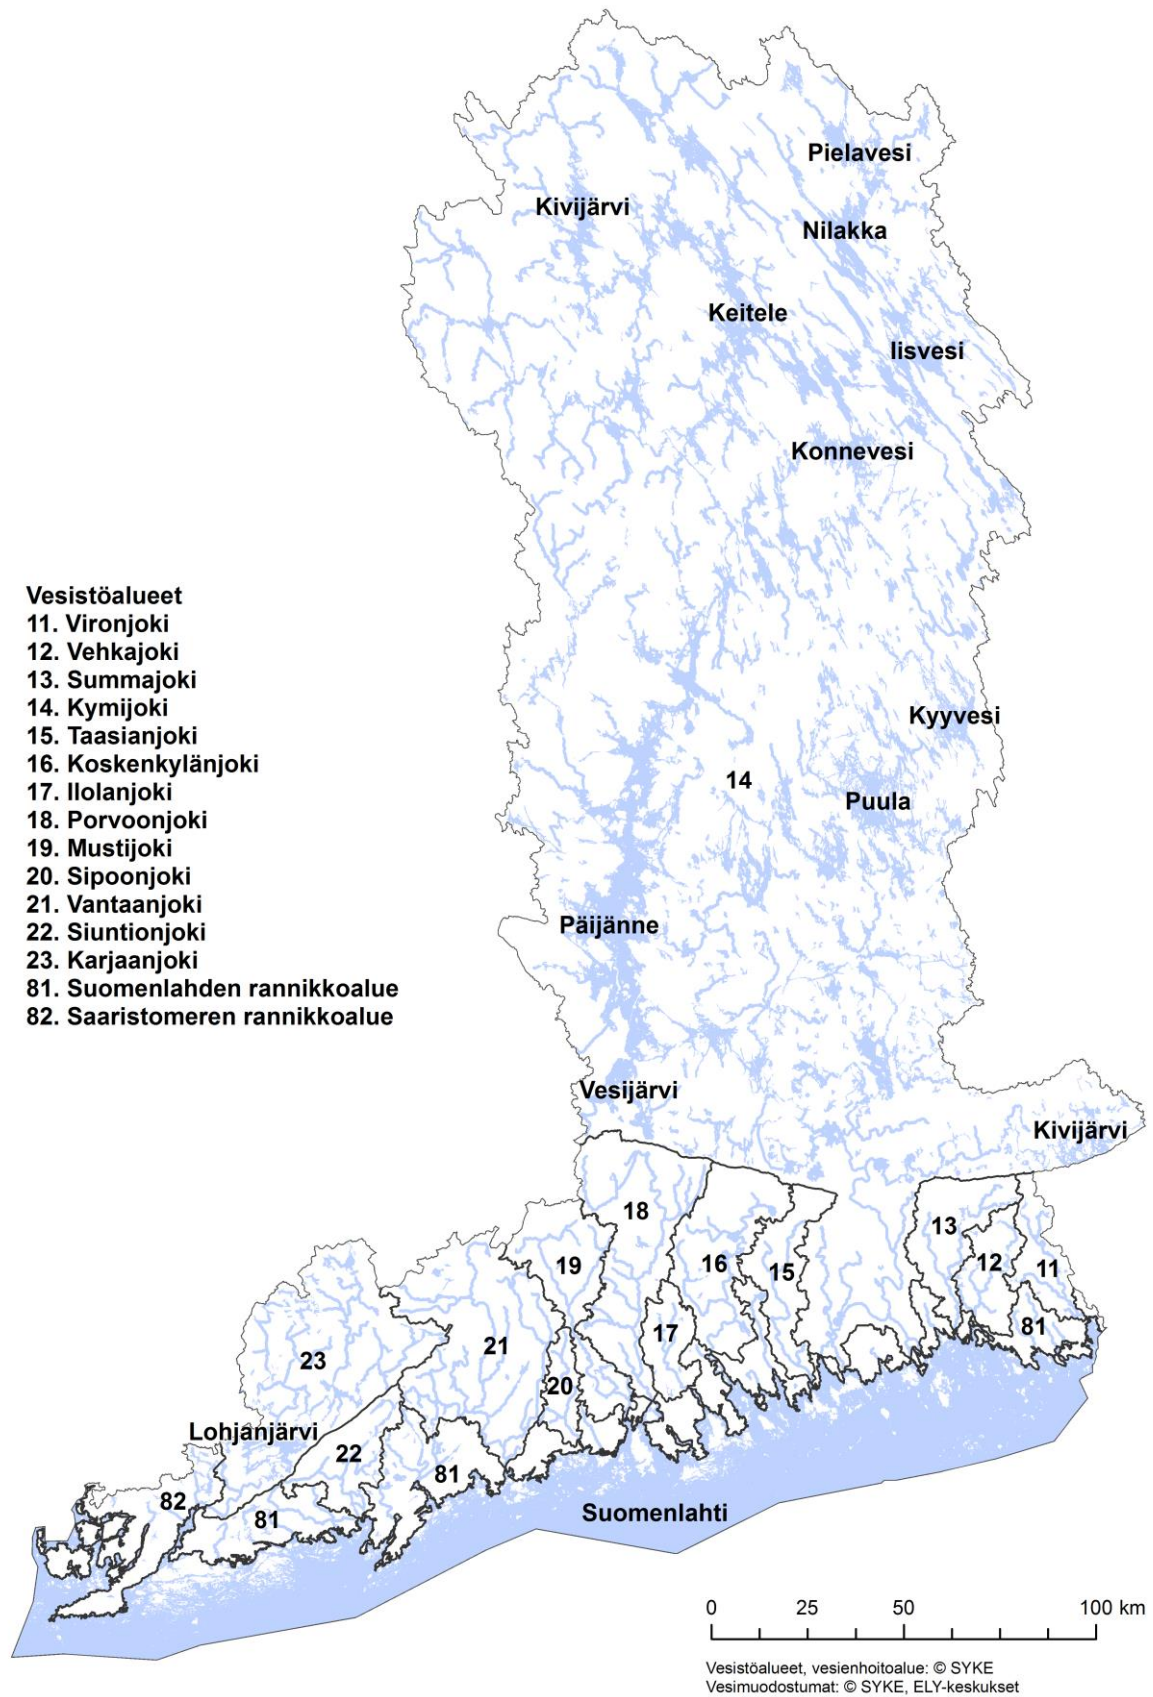 Pielavesi
Kivijärvi
Nilakka
Keitele
Iisvesi
Konnevesi
Vesistöalueet
11. Vironjoki
12. Vehkajoki
13. Summajoki
14. Kymijoki
15. Taasianjoki
16. Koskenkylänjoki
17. Ilolanjoki
18. Porvoonjoki
19. Mustijoki
20. Sipoonjoki
21. Vantaanjoki
22. Siuntionjoki
23. Karjaanjoki
81. Suomenlahden rannikkoalue
82. Saaristomeren rannikkoalue
Kyyvesi
14
Puula
Päijänne
Vesijärvi
Kivijärvi
18
13
19
16
15
12
11
17
81
21
23
20
Lohjanjärvi
22
81
82
81
Suomenlahti
0 25 50 100 km
Vesistöalueet, vesienhoitoalue: © SYKE
Vesimuodostumat: © SYKE, ELY-keskukset